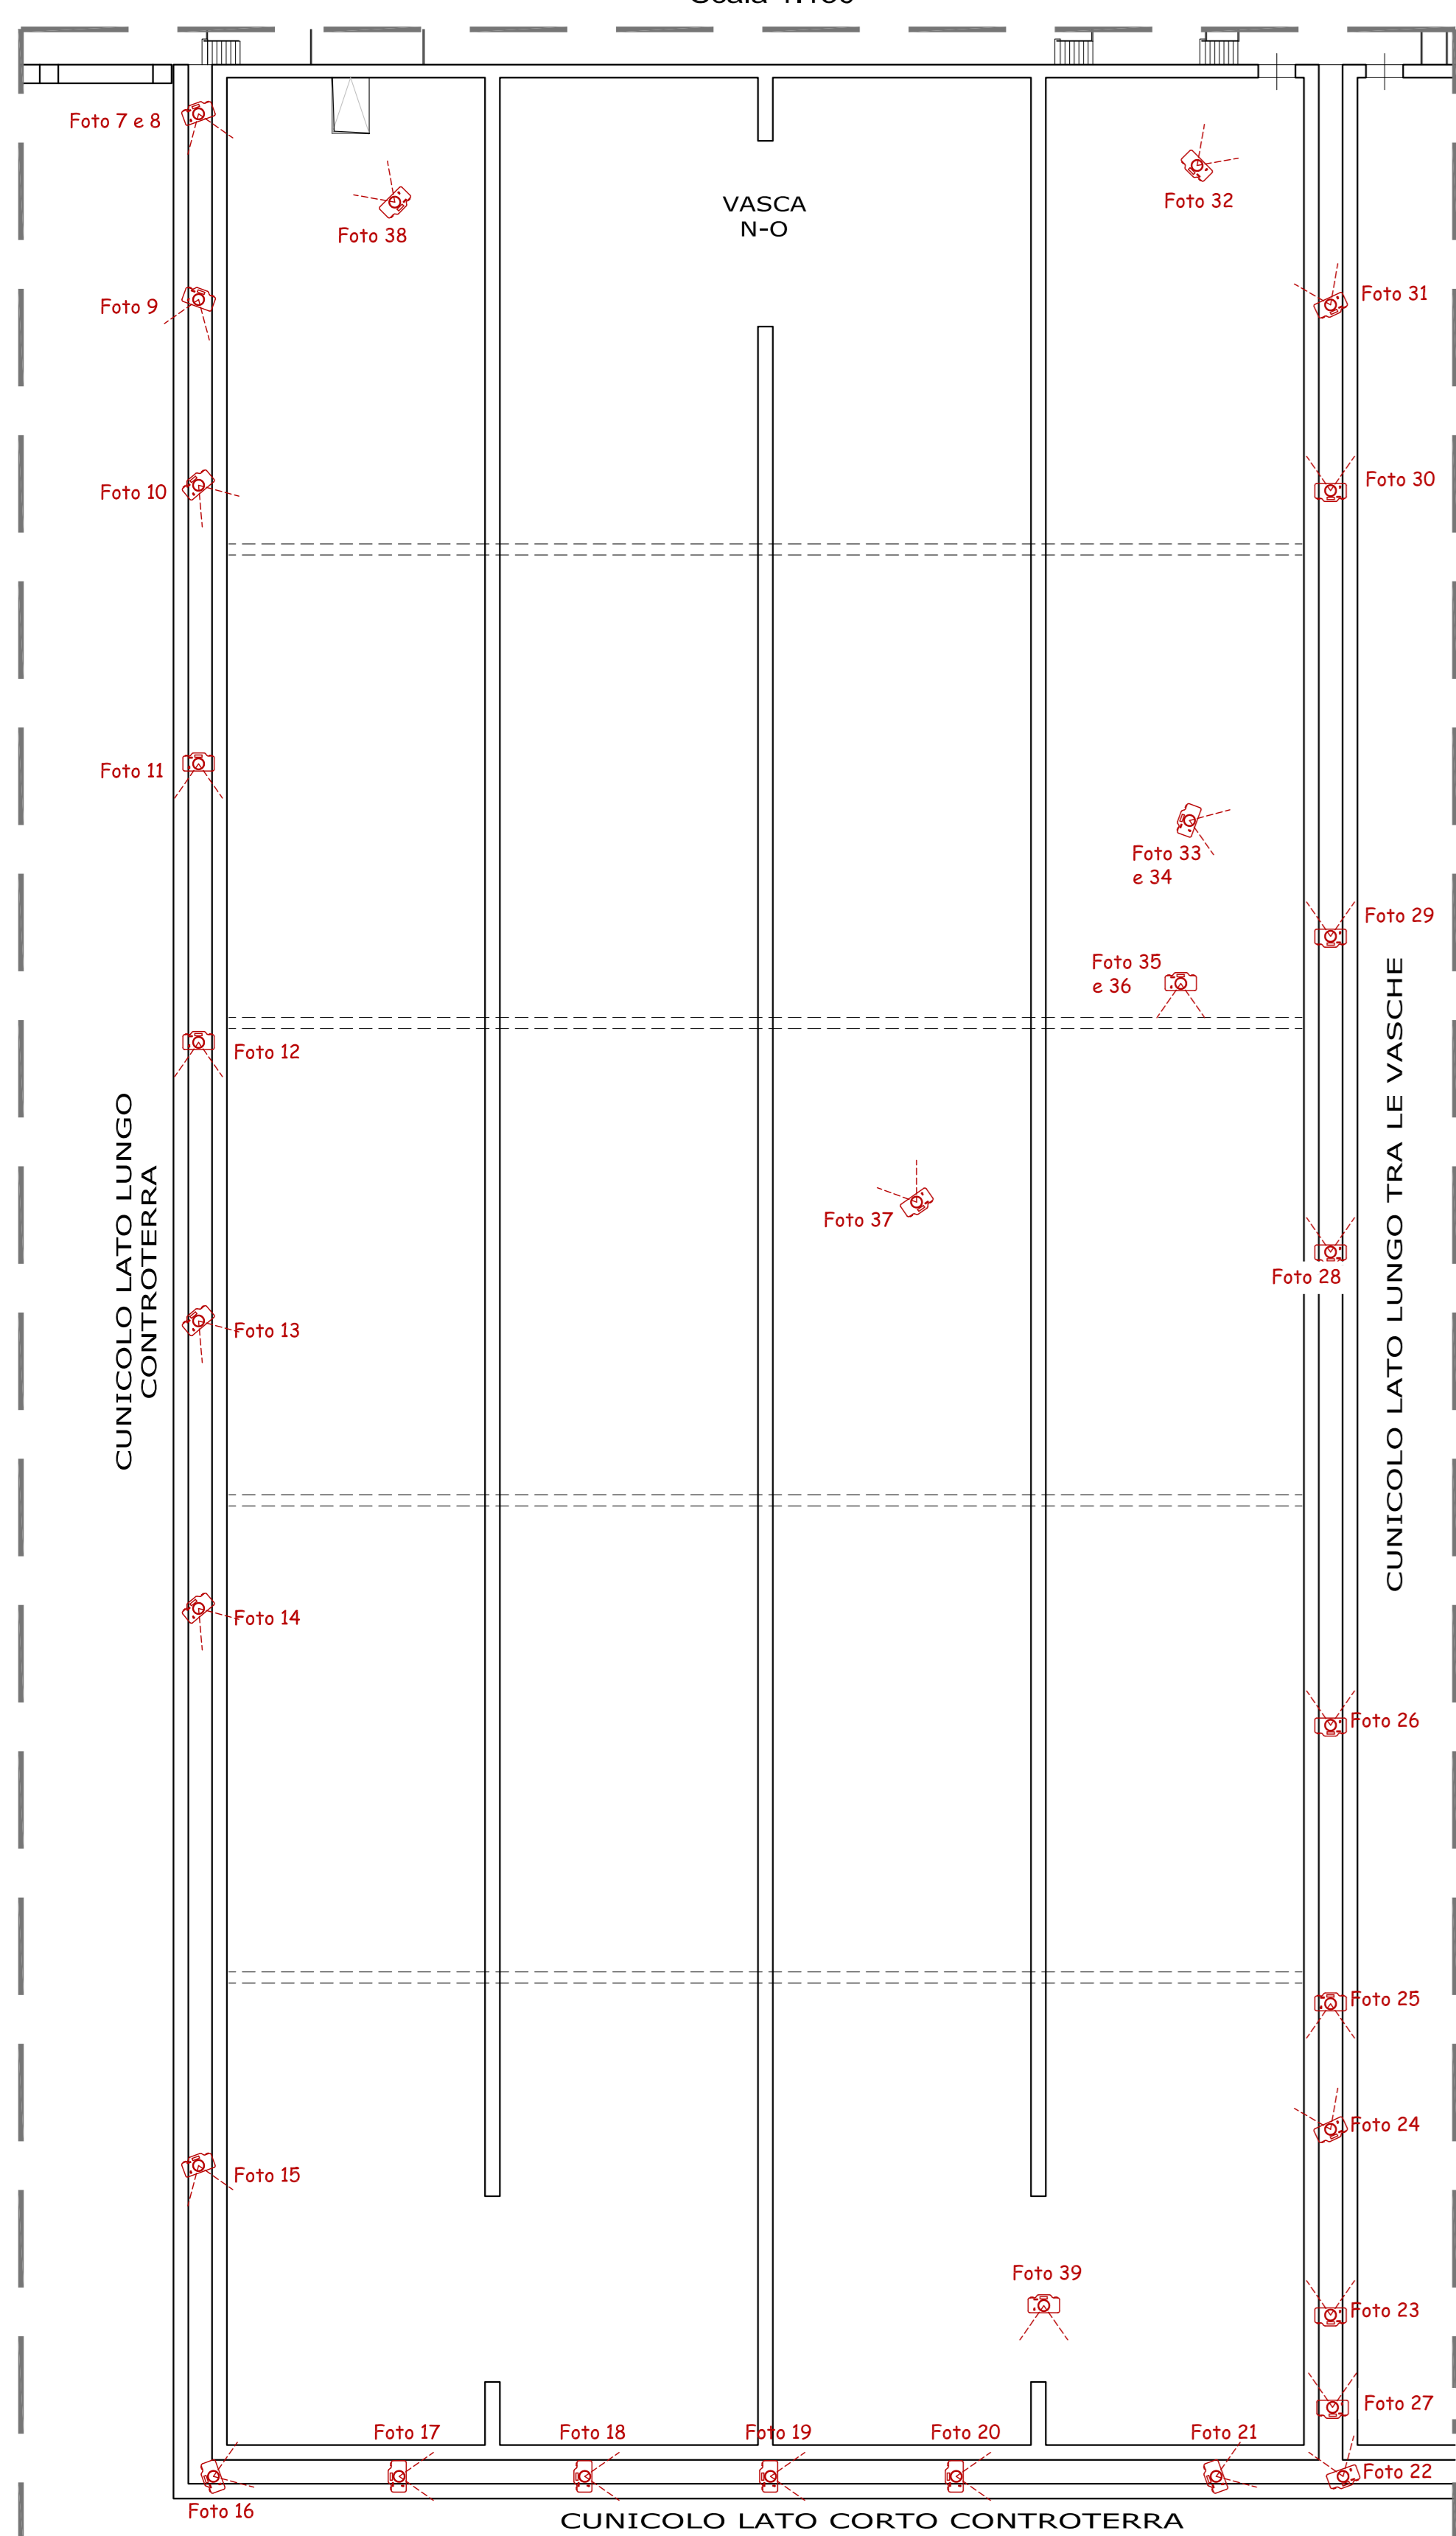 Foto 7 e 8
Foto 32
VASCA
N-O
Foto 38
Foto 31
Foto 9
Foto 30
Foto 10
Foto 11
Foto 33
e 34
Foto 29
Foto 35
e 36
Foto 12
CUNICOLO LATO LUNGO
CONTROTERRA
CUNICOLO LATO LUNGO TRA LE VASCHE
Foto 37
Foto 28
Foto 13
Foto 14
Foto 26
Foto 25
Foto 24
Foto 15
Foto 39
Foto 23
Foto 27
Foto 17
Foto 18
Foto 19
Foto 20
Foto 21
Foto 22
Foto 16
CUNICOLO LATO CORTO CONTROTERRA